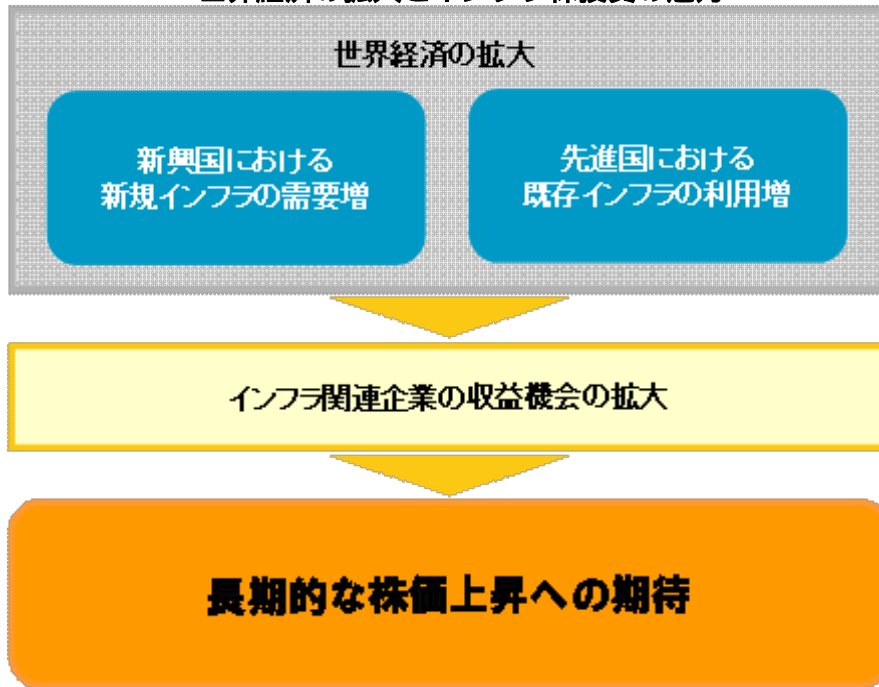 世界経済の拡大
新興国における
新規インフラの需要増
先進国における
既存インフラの利用増
インフラ関連企業の収益機会の拡大
長期的な株価上昇への期待